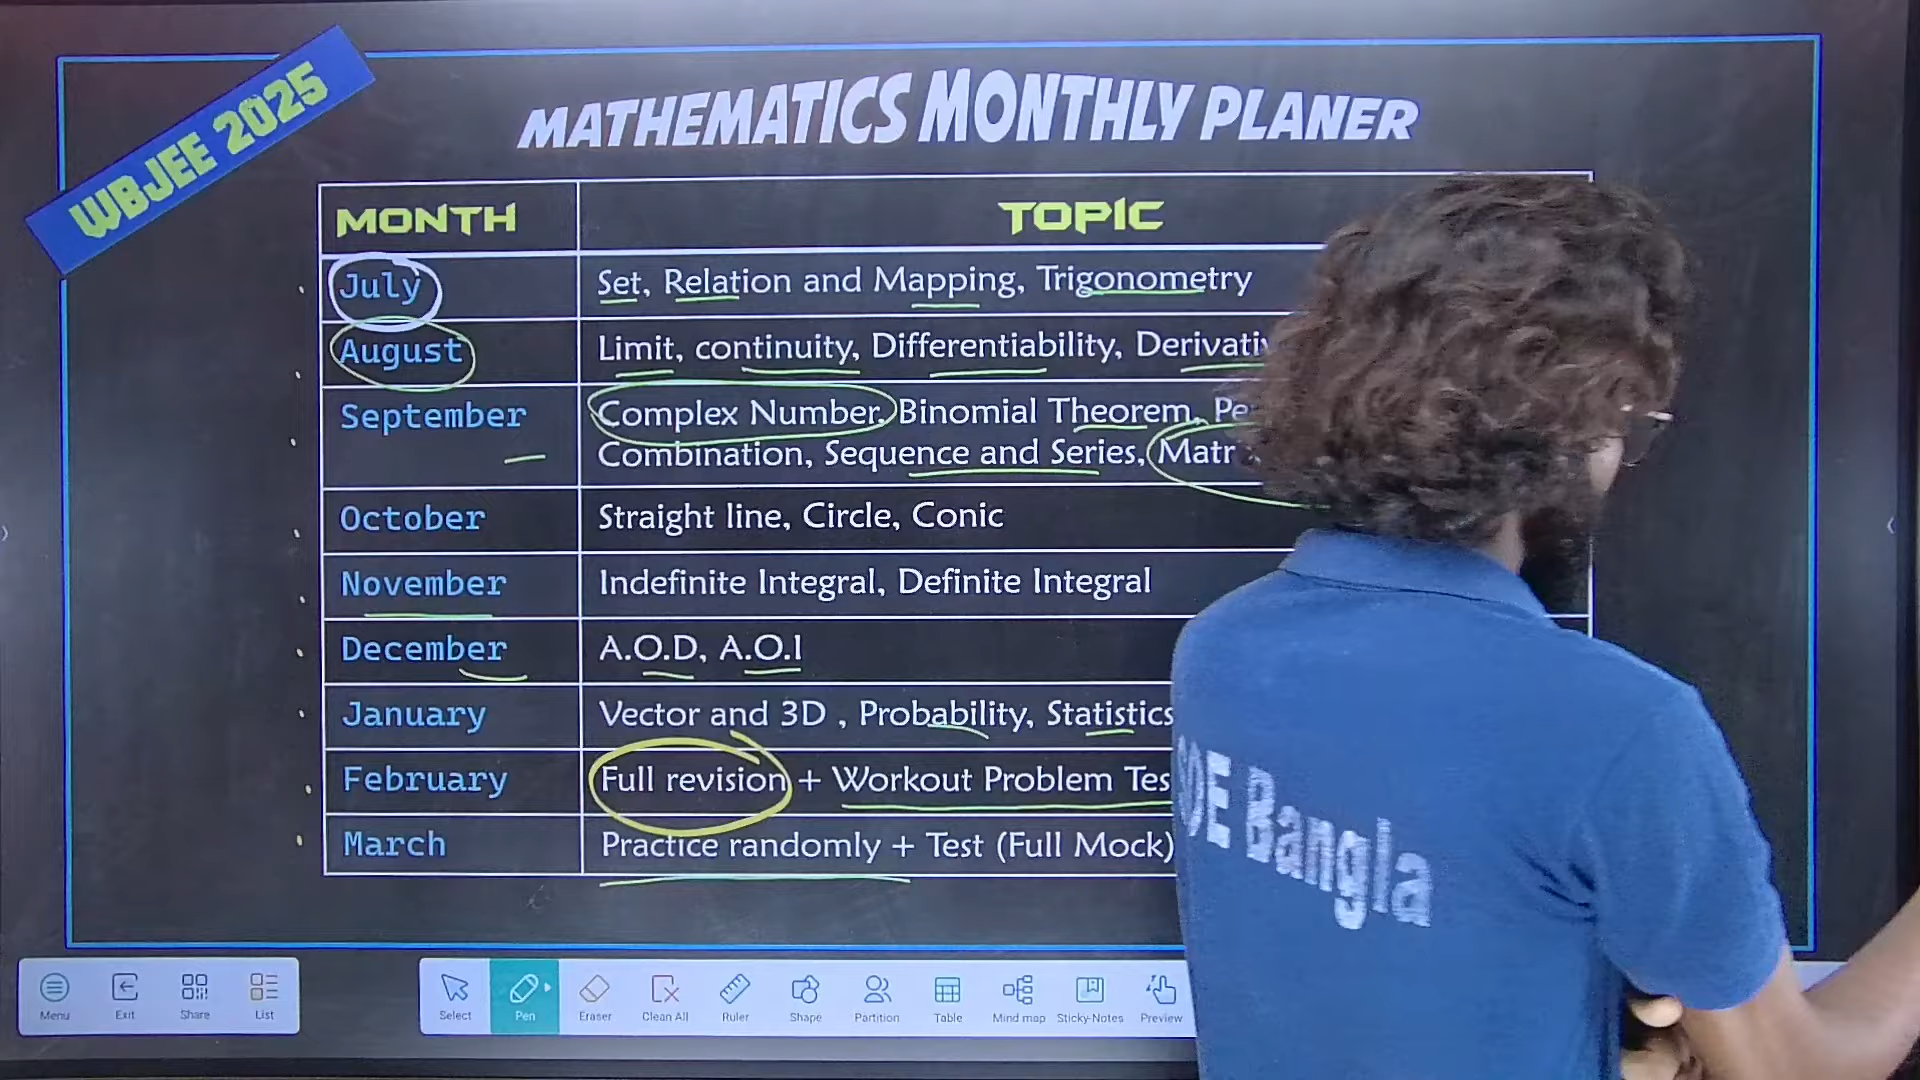 WBJEE 2025
MATHEMATICS MONTHLY PLANER
MONTH
TOPIC
July
Set, Relation and Mapping, Trigonometry
August
Limit, continuity, Differentiability,
September
Complex Number, Binomial Theorem,
Combination, Sequence and Series,
October
Straight line, Circle, Conic
November
Indefinite Integral, Definite Integral
December
A.O.D, A.O.I
January
Vector and 3D , Probability, Statistics
February
Full revision + Workout Problem
March
Practice randomly + Test (Full Mock)
Bangla
Menu
Exit
Share
List
Select
Pen
Eraser
Clean All
Ruler
Shape
Partition
Table
Mind map
Sticky-Notes
Preview